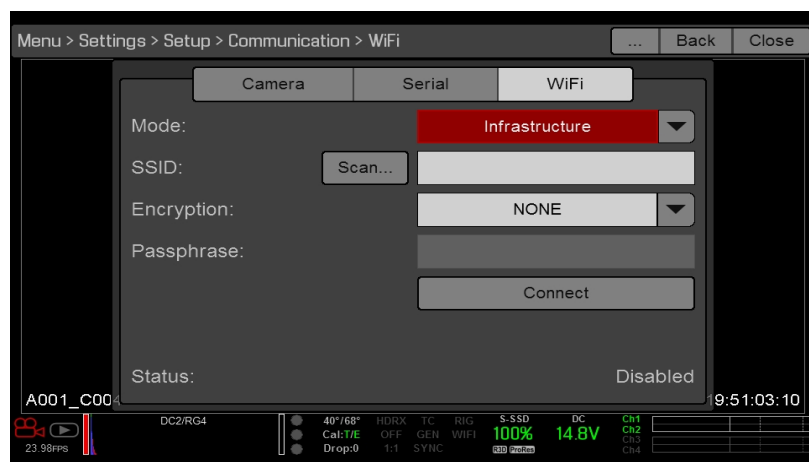 Menu > Settings > Setup > Communication > WiFi ... Back Close
Camera Serial WiFi
Mode: Infrastructure
SSID: Scan...
Encryption: NONE
Passphrase:
Connect
Status: Disabled
A001_C004 9:51:03:10
DC2/RG4 40°/68° HDRX TC RIG S-SSD DC Ch1
Cal:T/E OFF GEN WIFI 100% 14.8V Ch2
23.98FPS Drop:0 1:1 SYNC R3D ProRes Ch3
Ch4